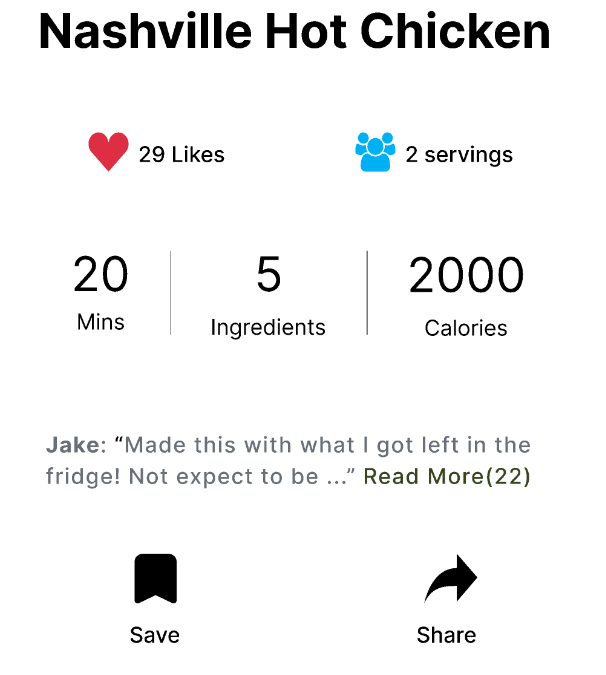 Nashville Hot Chicken
29 Likes
2 servings
20
Mins
5
Ingredients
2000
Calories
Jake: “Made this with what I got left in the
fridge! Not expect to be ...” Read More(22)
Save
Share